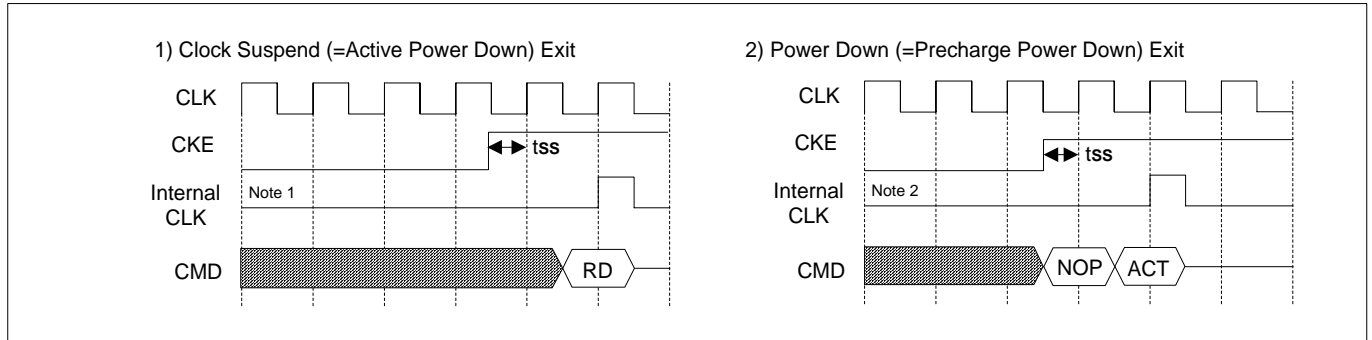 1) Clock Suspend (=Active Power Down) Exit
CLK
CKE
tss
Internal
CLK
Note 1
CMD
RD
2) Power Down (=Precharge Power Down) Exit
CLK
CKE
tss
Internal
CLK
Note 2
CMD
NOP
ACT